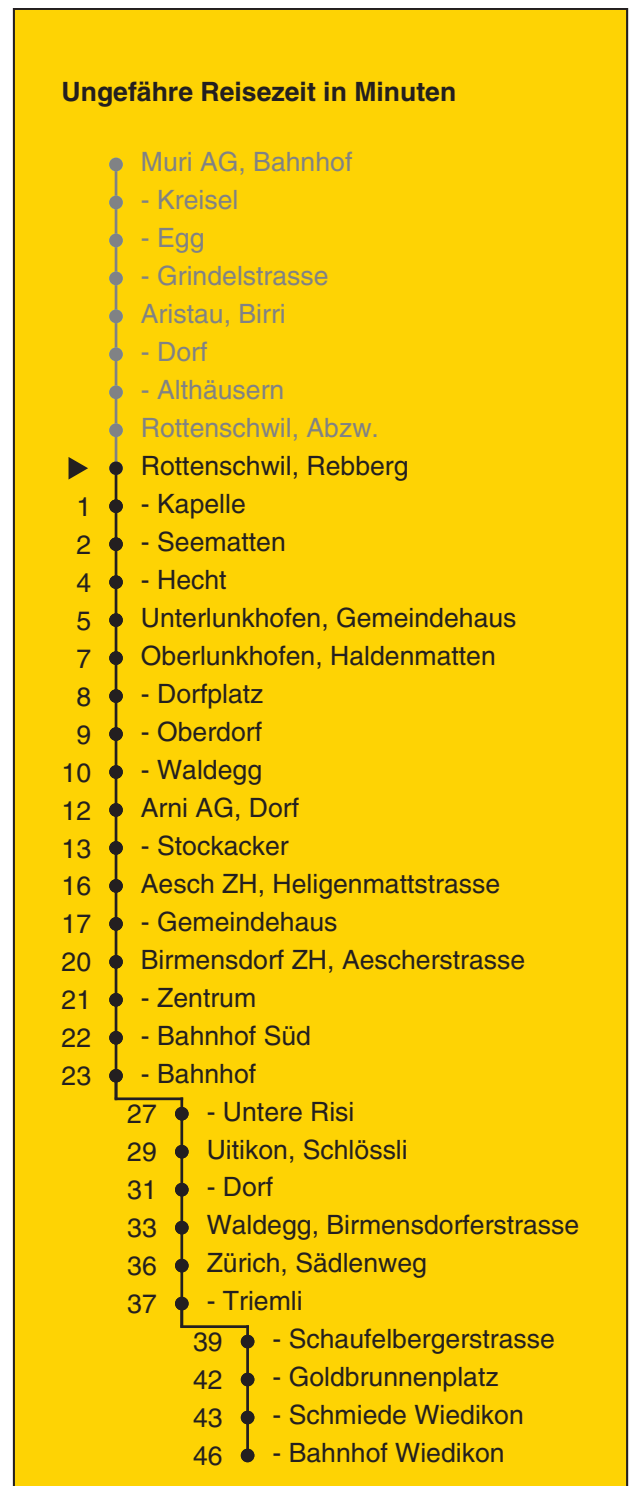 Ungefähre Reisezeit in Minuten
Muri AG, Bahnhof
- Kreisel
- Egg
- Grindelstrasse
Aristau, Birri
- Dorf
- Althäusern
Rottenschwil, Abzw.
Rottenschwil, Rebberg
1 - Kapelle
2 - Seematten
4 - Hecht
5 Unterlunkhofen, Gemeindehaus
7 Oberlunkhofen, Haldenmatten
8 - Dorfplatz
9 - Oberdorf
10 - Waldegg
12 Arni AG, Dorf
13 - Stockacker
16 Aesch ZH, Heligenmattstrasse
17 - Gemeindehaus
20 Birmensdorf ZH, Aescherstrasse
21 - Zentrum
22 - Bahnhof Süd
23 - Bahnhof
27 - Untere Risi
29 Uitikon, Schlössli
31 - Dorf
33 Waldegg, Birmensdorferstrasse
36 Zürich, Sädlenweg
37 - Triemli
39 - Schaufelbergerstrasse
42 - Goldbrunnenplatz
43 - Schmiede Wiedikon
46 - Bahnhof Wiedikon